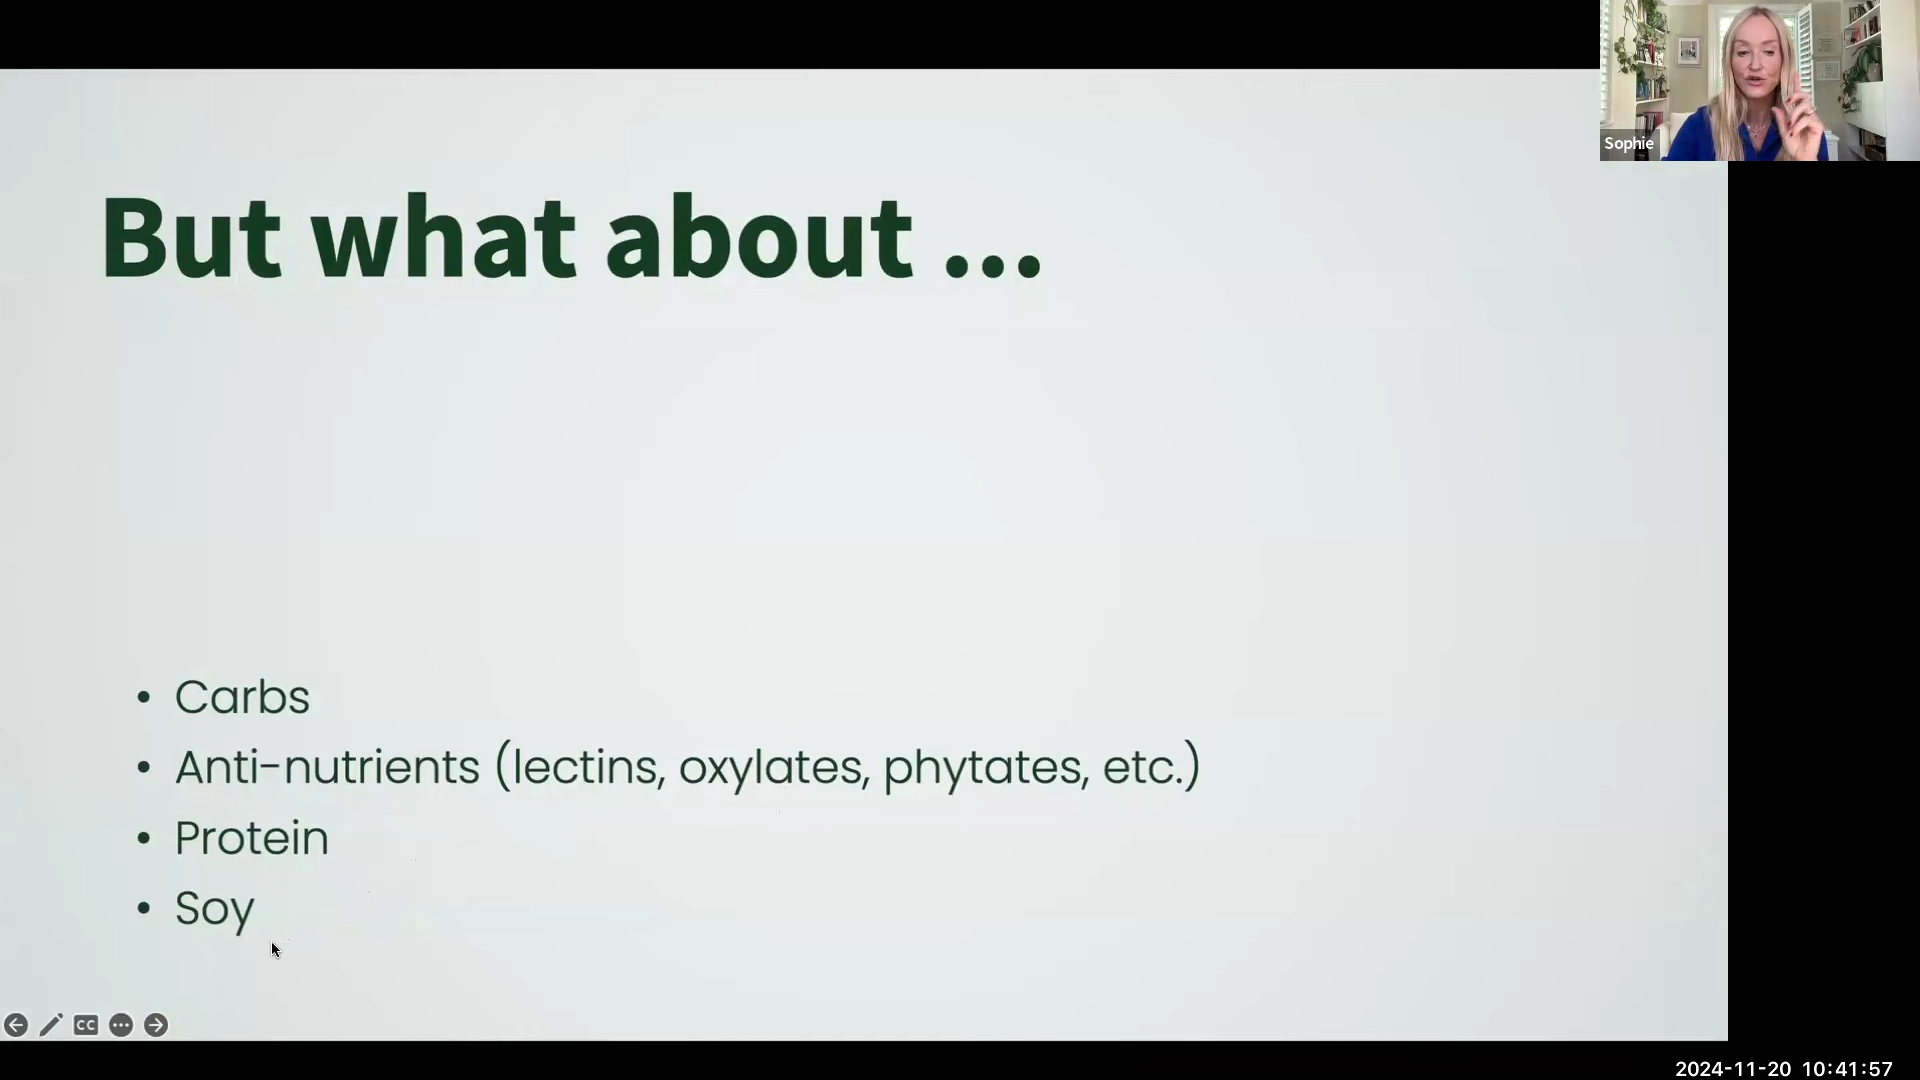 Sophie
But what about ...
• Carbs
• Anti-nutrients (lectins, oxylates, phytates, etc.)
• Protein
• Soy
CC
2024-11-20 10:41:57